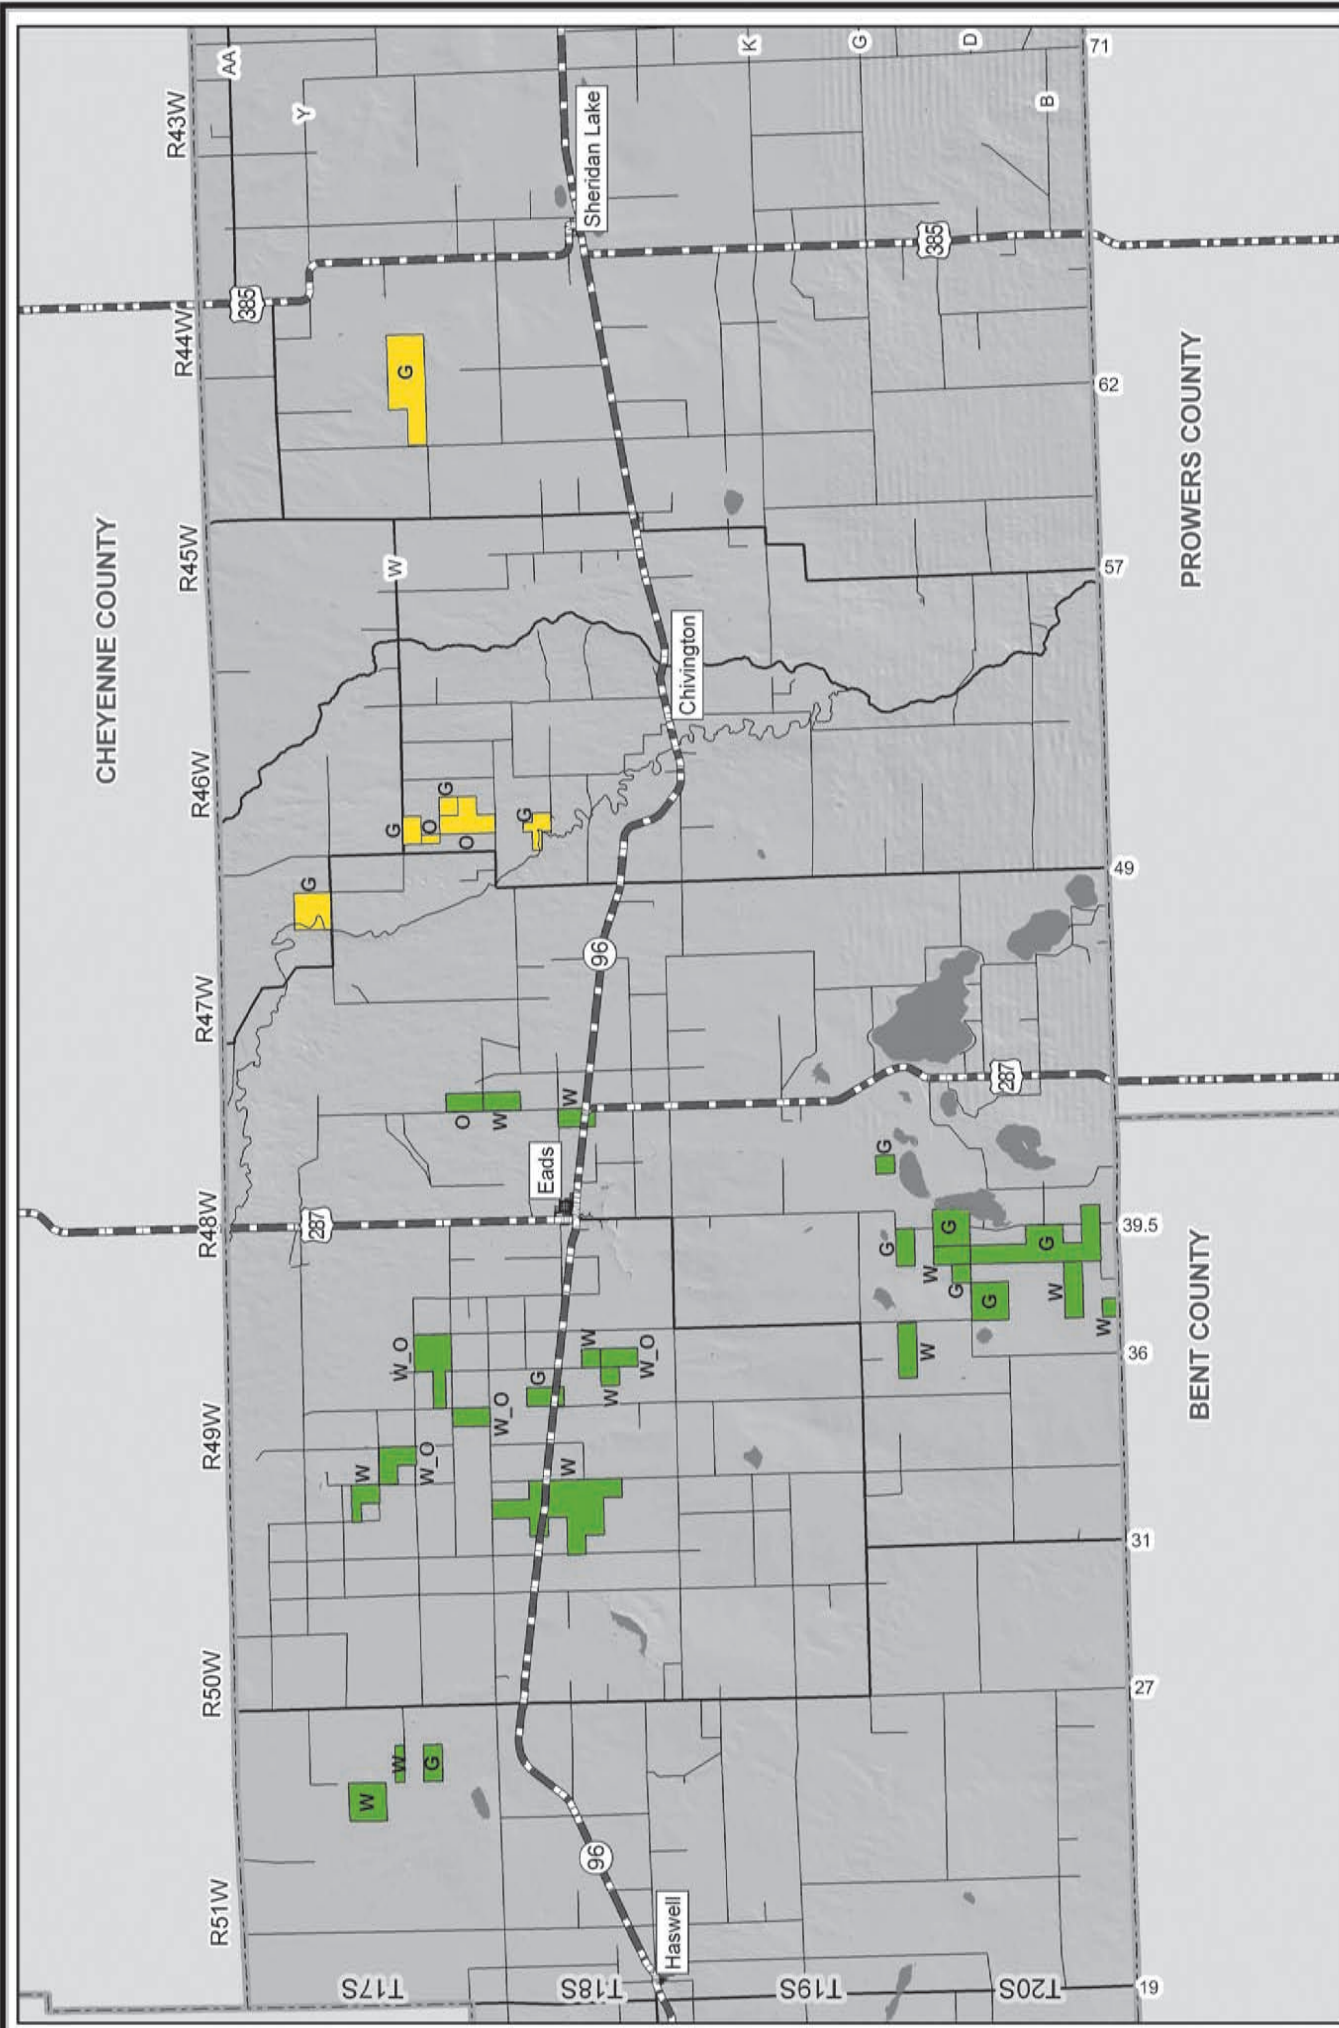 CHEYENNE COUNTY
R51W
R50W
R49W
R48W
R47W
R46W
R45W
R44W
R43W
AA
385
287
Y
G
W
W
W
W_O
W_O
G
W
G
O
G
O
G
G
W_O
O
W
W
G
W
W
W
W_O
Eads
W
Sheridan Lake
96
96
Haswell
Chivington
T17S
T18S
T19S
T20S
K
G
D
B
385
287
G
G
W
W
G
G
G
G
W
W
19
27
31
36
39.5
49
57
62
71
BENT COUNTY
PROWERS COUNTY